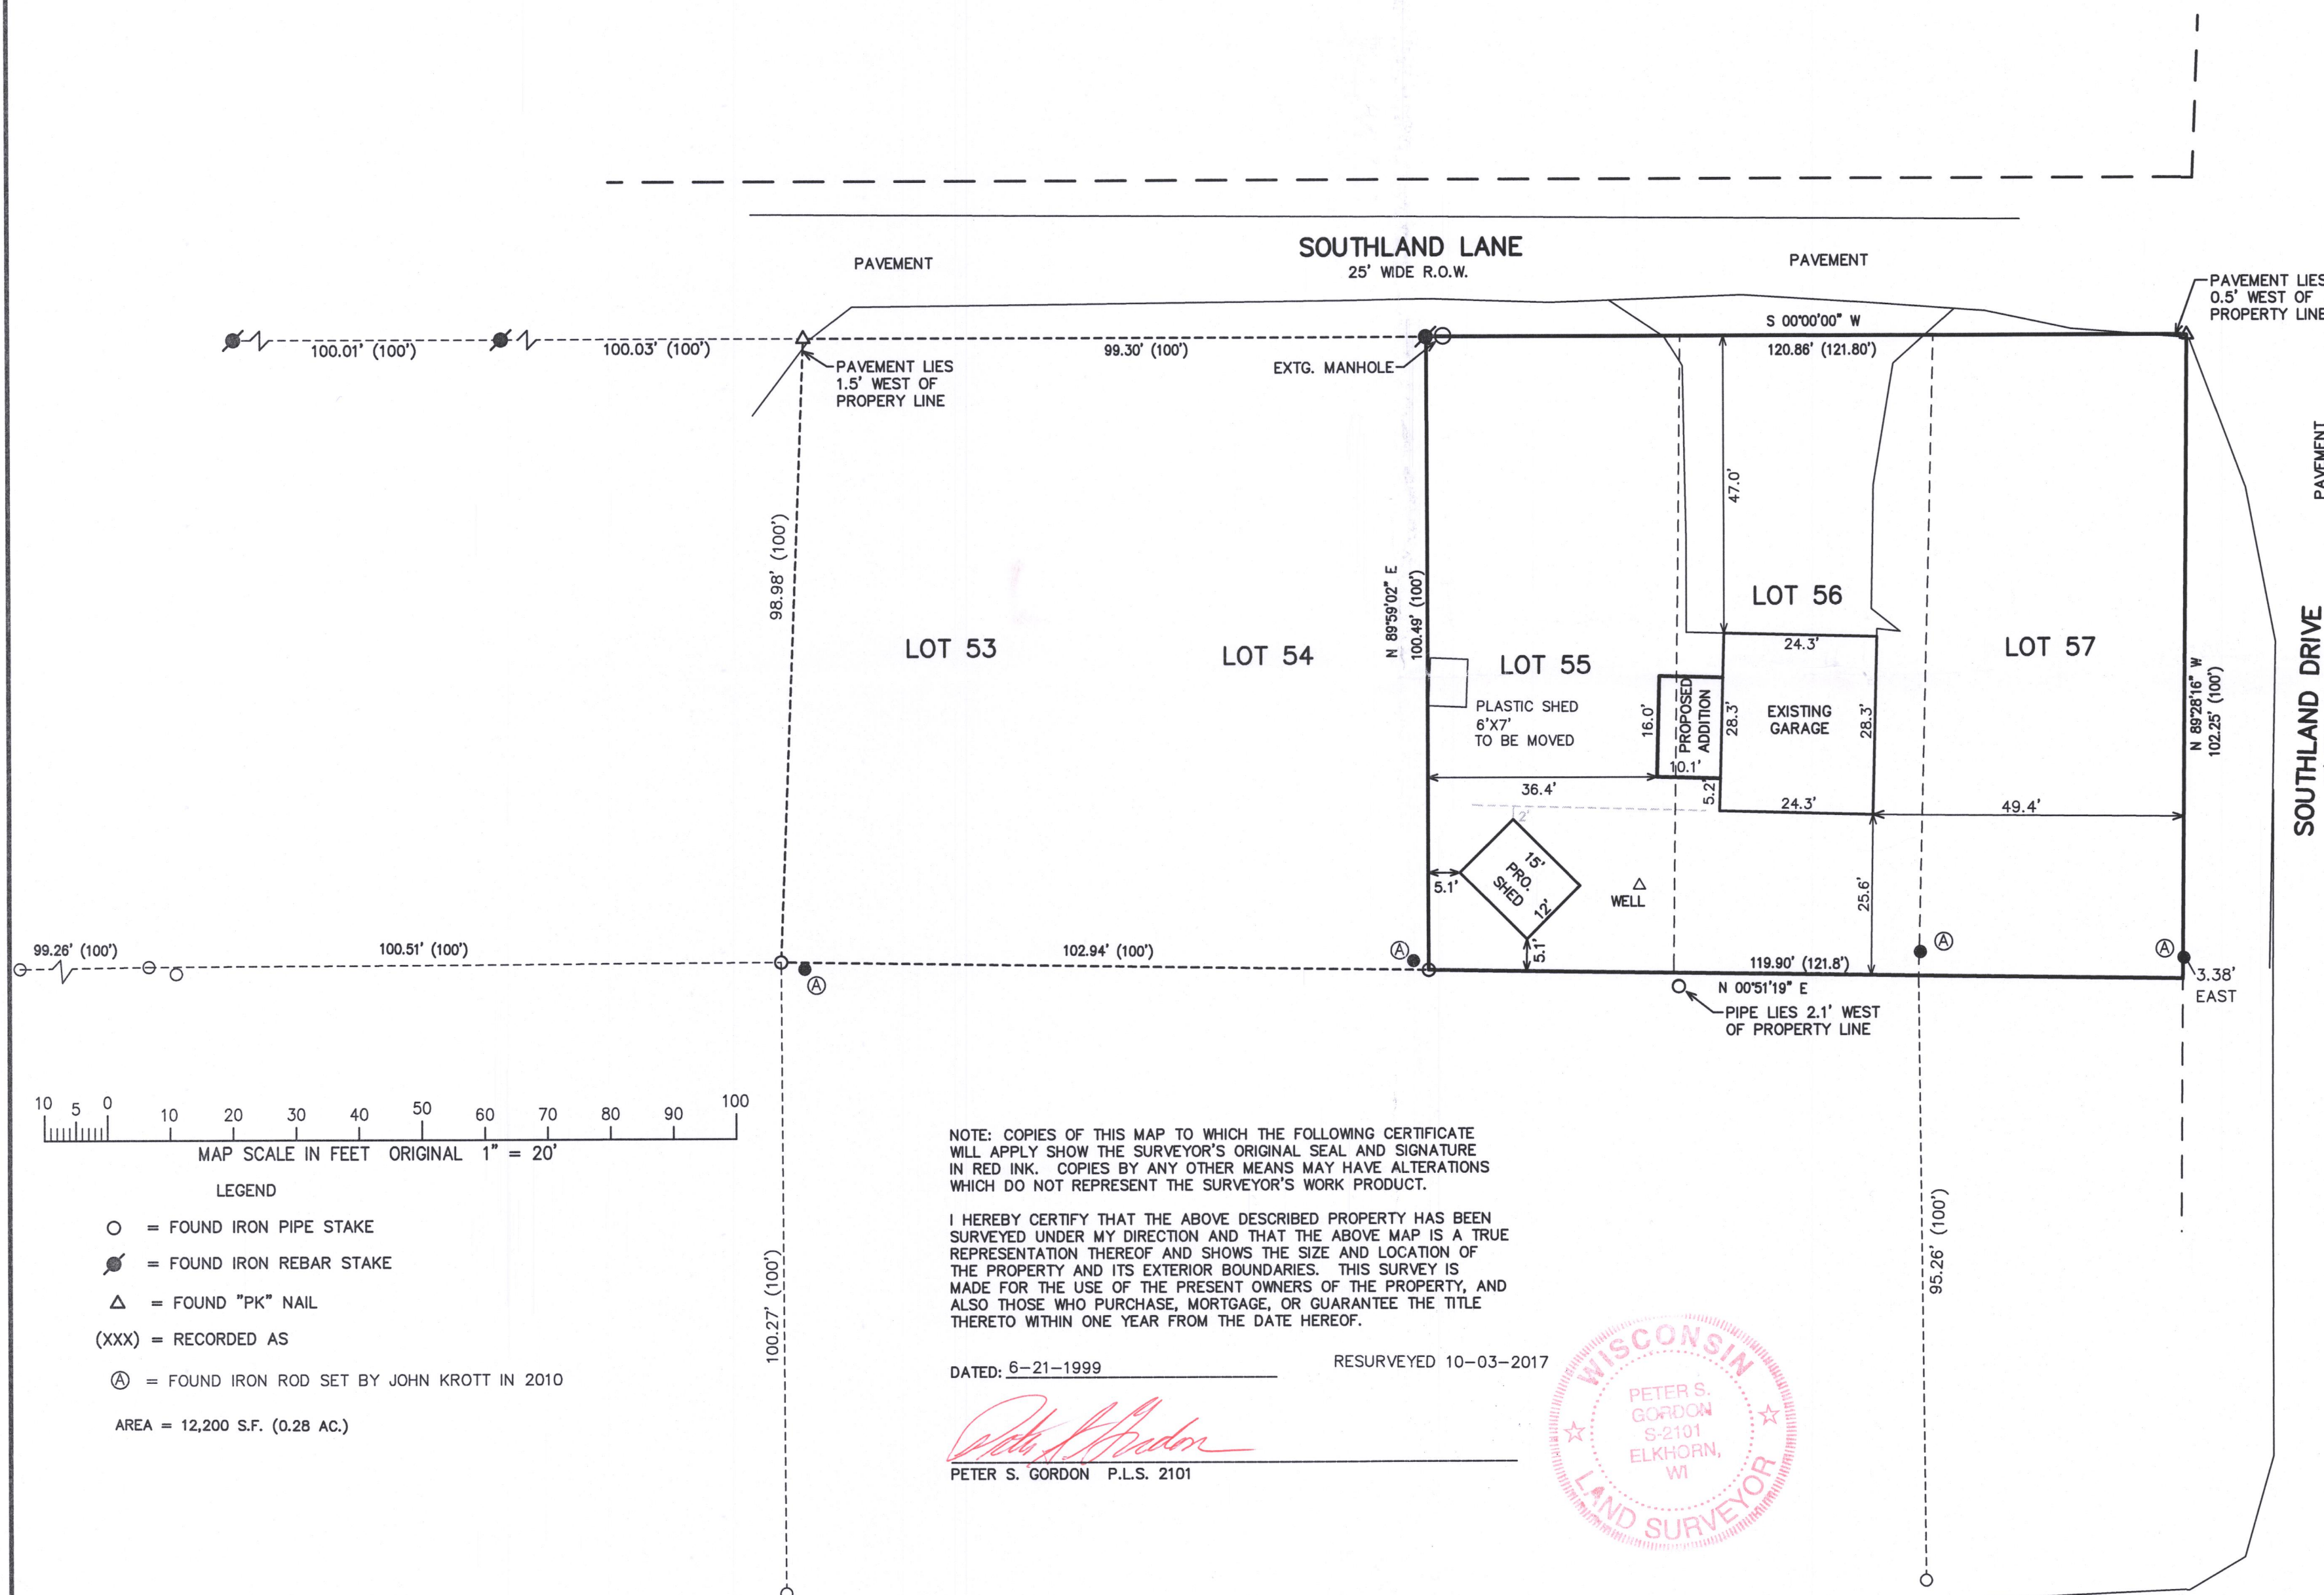 SOUTHLAND LANE
25' WIDE R.O.W.
PAVEMENT
PAVEMENT
PAVEMENT LIES
0.5' WEST OF
PROPERTY LINE
S 00°00'00" W
120.86' (121.80')
100.01' (100')
100.03' (100')
99.30' (100')
EXTG. MANHOLE
PAVEMENT LIES
1.5' WEST OF
PROPERY LINE
PAVEMENT
47.0'
98.98' (100')
N 89°59'02" E
100.49' (100')
LOT 53
LOT 54
LOT 55
LOT 56
LOT 57
SOUTHLAND DRIVE
N 89°28'16" W
102.25' (100')
24.3'
PLASTIC SHED
6'X7'
TO BE MOVED
16.0'
PROPOSED
ADDITION
28.3'
EXISTING
GARAGE
28.3'
10.1'
36.4'
5.2'
24.3'
49.4'
2'
15'
PRO.
SHED
12'
5.1'
WELL
25.6'
5.1'
99.26' (100')
100.51' (100')
102.94' (100')
A
A
A
A
119.90' (121.8')
N 00°51'19" E
3.38'
EAST
PIPE LIES 2.1' WEST
OF PROPERTY LINE
10 5 0 10 20 30 40 50 60 70 80 90 100
MAP SCALE IN FEET ORIGINAL 1" = 20'
LEGEND
= FOUND IRON PIPE STAKE
= FOUND IRON REBAR STAKE
= FOUND "PK" NAIL
(XXX) = RECORDED AS
A = FOUND IRON ROD SET BY JOHN KROTT IN 2010
AREA = 12,200 S.F. (0.28 AC.)
100.27' (100')
95.26' (100')
NOTE: COPIES OF THIS MAP TO WHICH THE FOLLOWING CERTIFICATE
WILL APPLY SHOW THE SURVEYOR'S ORIGINAL SEAL AND SIGNATURE
IN RED INK. COPIES BY ANY OTHER MEANS MAY HAVE ALTERATIONS
WHICH DO NOT REPRESENT THE SURVEYOR'S WORK PRODUCT.
I HEREBY CERTIFY THAT THE ABOVE DESCRIBED PROPERTY HAS BEEN
SURVEYED UNDER MY DIRECTION AND THAT THE ABOVE MAP IS A TRUE
REPRESENTATION THEREOF AND SHOWS THE SIZE AND LOCATION OF
THE PROPERTY AND ITS EXTERIOR BOUNDARIES. THIS SURVEY IS
MADE FOR THE USE OF THE PRESENT OWNERS OF THE PROPERTY, AND
ALSO THOSE WHO PURCHASE, MORTGAGE, OR GUARANTEE THE TITLE
THERETO WITHIN ONE YEAR FROM THE DATE HEREOF.
DATED: 6-21-1999
RESURVEYED 10-03-2017
Peter S. Gordon
PETER S. GORDON P.L.S. 2101
WISCONSIN
PETER S.
GORDON
S-2101
ELKHORN,
WI
LAND SURVEYOR